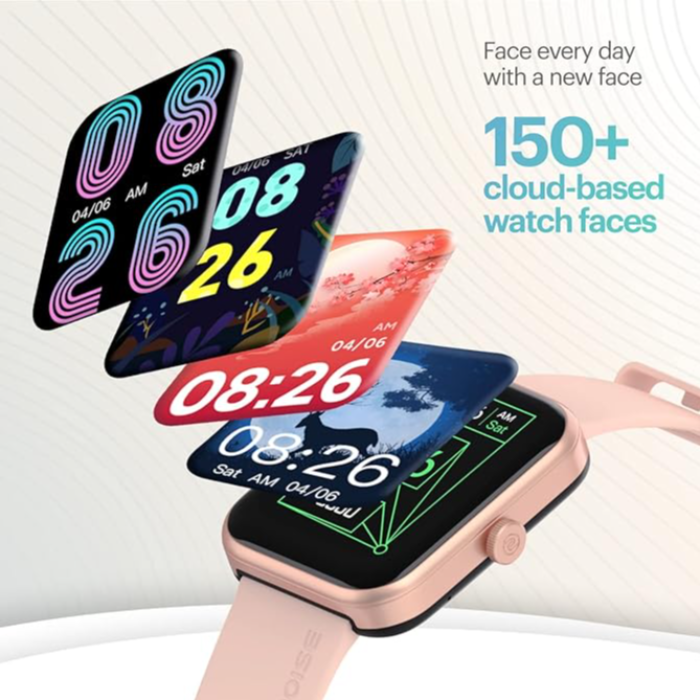 Face every day
with a new face
150+
cloud-based
watch faces
08
Sat
04/06 AM
26
04/06 SAT
08
26
AM
AM
04/06
08:26
08:26
Sat AM 04/06
AM
Sat